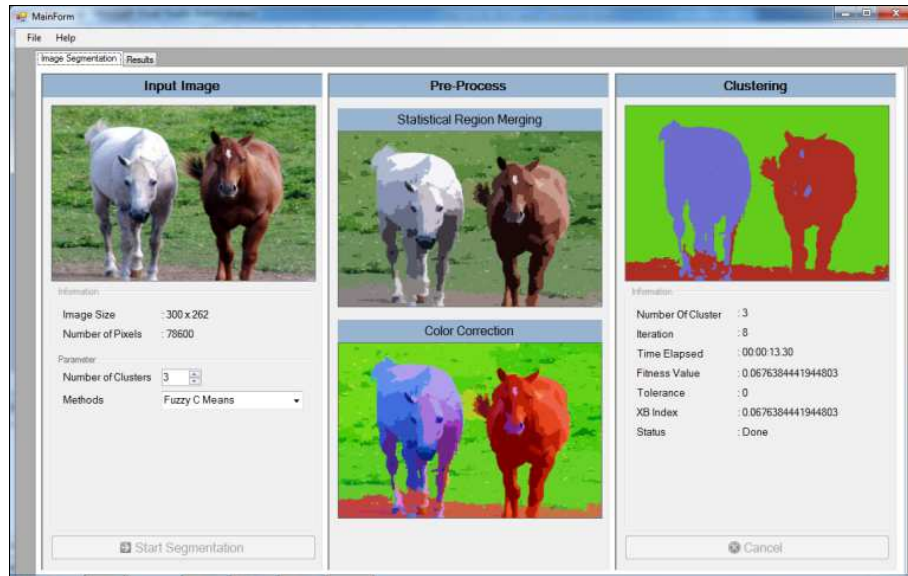 MainForm
File Help
Image Segmentation Results
Input Image
Information
Image Size : 300 x 262
Number of Pixels : 78600
Parameter
Number of Clusters 3
Methods Fuzzy C Means
Start Segmentation
Pre-Process
Statistical Region Merging
Color Correction
Clustering
Information
Number Of Cluster : 3
Iteration : 8
Time Elapsed : 00:00:13.30
Fitness Value : 0.0676384441944803
Tolerance : 0
XB Index : 0.0676384441944803
Status : Done
Cancel